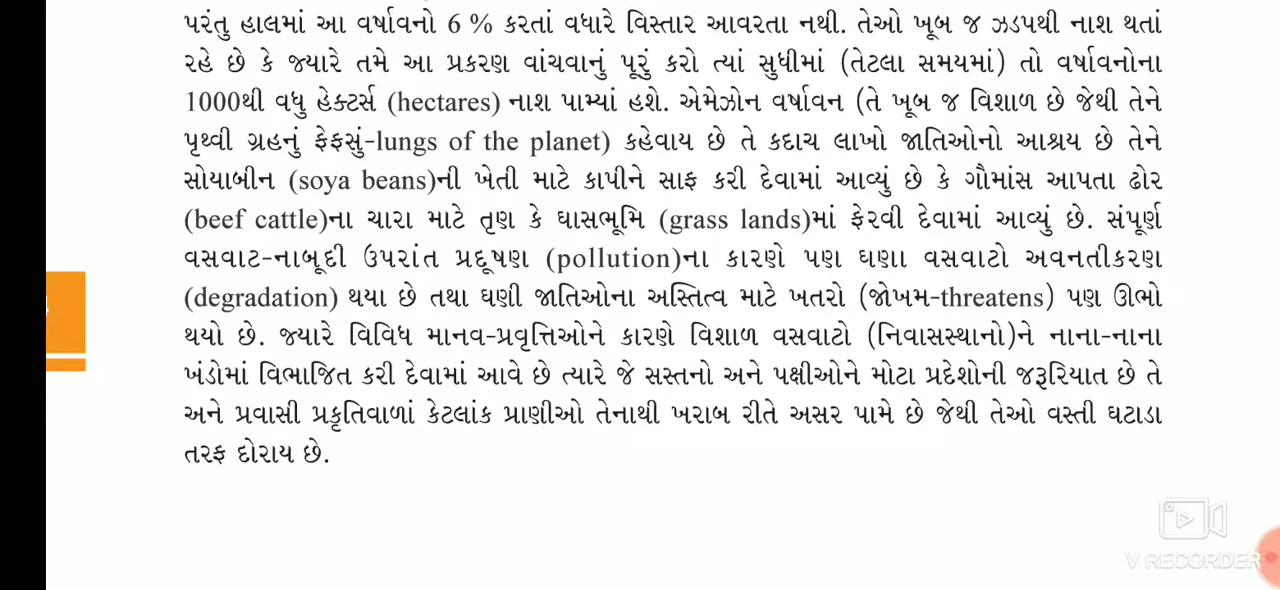 પરંતુ હાલમાં આ વર્ષાવનો 6 % કરતાં વધારે વિસ્તાર આવરતા નથી. તેઓ ખૂબ જ ઝડપથી નાશ થતાં
રહે છે કે જ્યારે તમે આ પ્રકરણ વાંચવાનું પૂરું કરો ત્યાં સુધીમાં (તેટલા સમયમાં) તો વર્ષાવનોના
1000થી વધુ હેક્ટર્સ (hectares) નાશ પામ્યાં હશે. એમેઝોન વર્ષાવન (તે ખૂબ જ વિશાળ છે જેથી તેને
પૃથ્વી ગ્રહનું ફેફસું-lungs of the planet) કહેવાય છે તે કદાચ લાખો જાતિઓનો આશ્રય છે તેને
સોયાબીન (soya beans)ની ખેતી માટે કાપીને સાફ કરી દેવામાં આવ્યું છે કે ગૌમાંસ આપતા ઢોર
(beef cattle)ના ચારા માટે તૃણ કે ઘાસભૂમિ (grass lands)માં ફેરવી દેવામાં આવ્યું છે. સંપૂર્ણ
વસવાટ-નાબૂદી ઉપરાંત પ્રદૂષણ (pollution)ના કારણે પણ ઘણા વસવાટો અવનતીકરણ
(degradation) થયા છે તથા ઘણી જાતિઓના અસ્તિત્વ માટે ખતરો (જોખમ-threatens) પણ ઊભો
થયો છે. જ્યારે વિવિધ માનવ-પ્રવૃત્તિઓને કારણે વિશાળ વસવાટો (નિવાસસ્થાનો)ને નાના-નાના
ખંડોમાં વિભાજિત કરી દેવામાં આવે છે ત્યારે જે સસ્તનો અને પક્ષીઓને મોટા પ્રદેશોની જરૂરિયાત છે તે
અને પ્રવાસી પ્રકૃતિવાળાં કેટલાંક પ્રાણીઓ તેનાથી ખરાબ રીતે અસર પામે છે જેથી તેઓ વસ્તી ઘટાડા
તરફ દોરાય છે.
V RECORDER